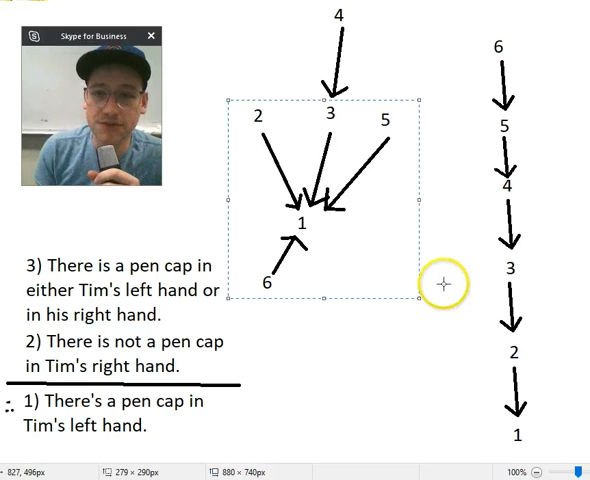 Skype for Business
4
2
3
5
1
6
6
5
4
3
2
1
3) There is a pen cap in
either Tim's left hand or
in his right hand.
2) There is not a pen cap
in Tim's right hand.
∴ 1) There's a pen cap in
Tim's left hand.
827, 496px
279 × 290px
880 × 740px
100%